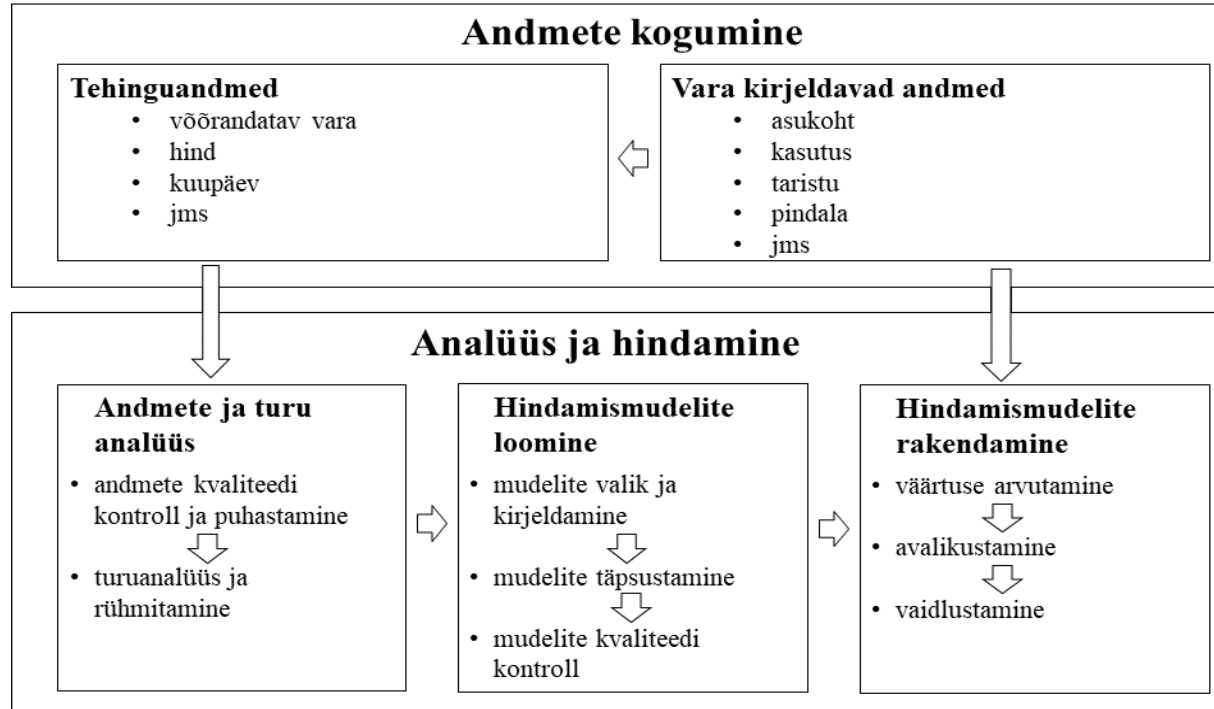 Andmete kogumine
Tehinguandmed
• võõrandatav vara
• hind
• kuupäev
• jms
Vara kirjeldavad andmed
• asukoht
• kasutus
• taristu
• pindala
• jms
Analüüs ja hindamine
Andmete ja turu
analüüs
• andmete kvaliteedi
kontroll ja puhastamine
• turuanalüüs ja
rühmitamine
Hindamismudelite
loomine
• mudelite valik ja
kirjeldamine
• mudelite täpsustamine
• mudelite kvaliteedi
kontroll
Hindamismudelite
rakendamine
• väärtuse arvutamine
• avalikustamine
• vaidlustamine